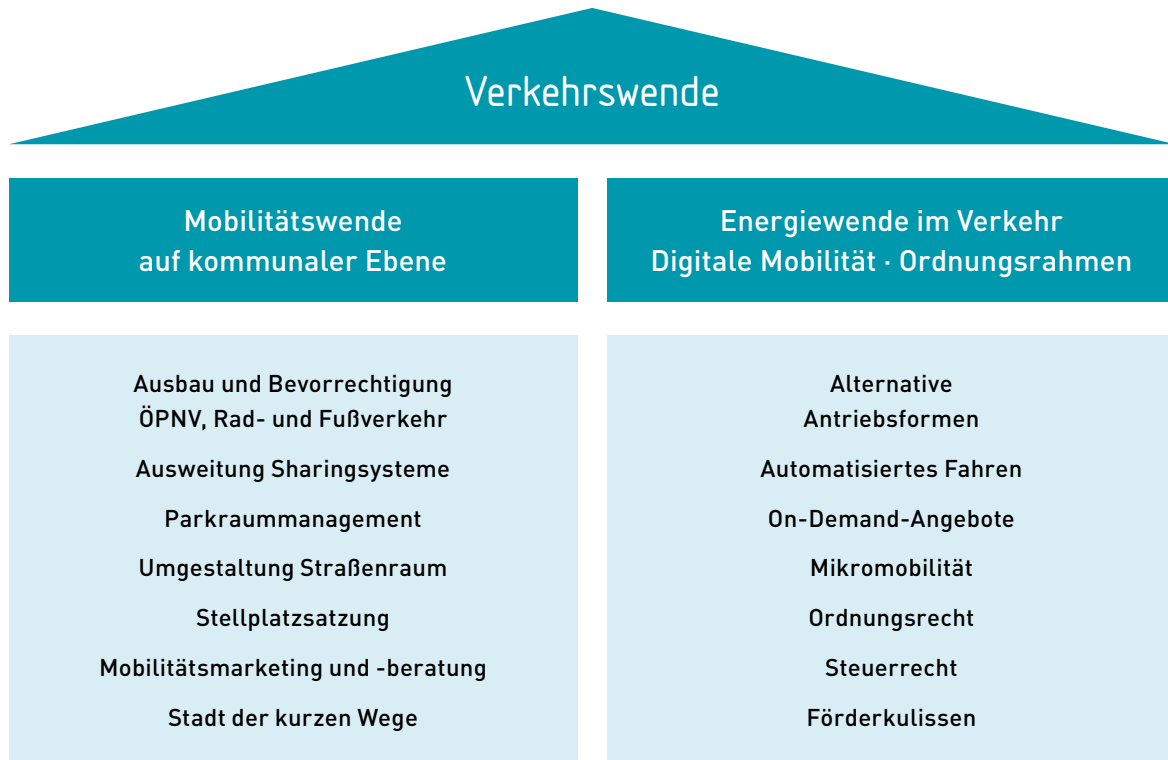 Verkehrswende
Mobilitätswende
auf kommunaler Ebene
Ausbau und Bevorrechtigung
ÖPNV, Rad- und Fußverkehr
Ausweitung Sharingsysteme
Parkraummanagement
Umgestaltung Straßenraum
Stellplatzsatzung
Mobilitätsmarketing und -beratung
Stadt der kurzen Wege
Energiewende im Verkehr
Digitale Mobilität · Ordnungsrahmen
Alternative
Antriebsformen
Automatisiertes Fahren
On-Demand-Angebote
Mikromobilität
Ordnungsrecht
Steuerrecht
Förderkulissen